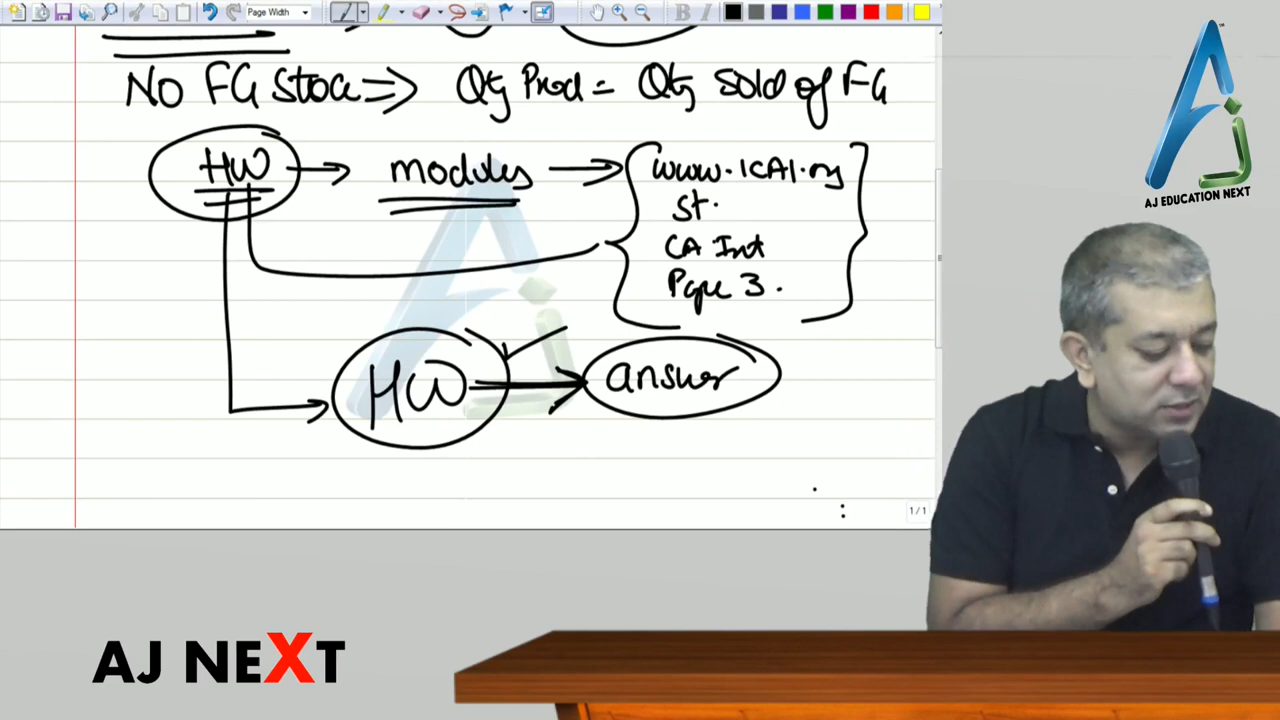 Page Width
No FG Stock => Qty Prod = Qty sold of FG
HW → modules → www.ICAI.org
St.
CA Int
Paper 3.
HW → answer
1/1
AJ EDUCATION NEXT
AJ NEXT